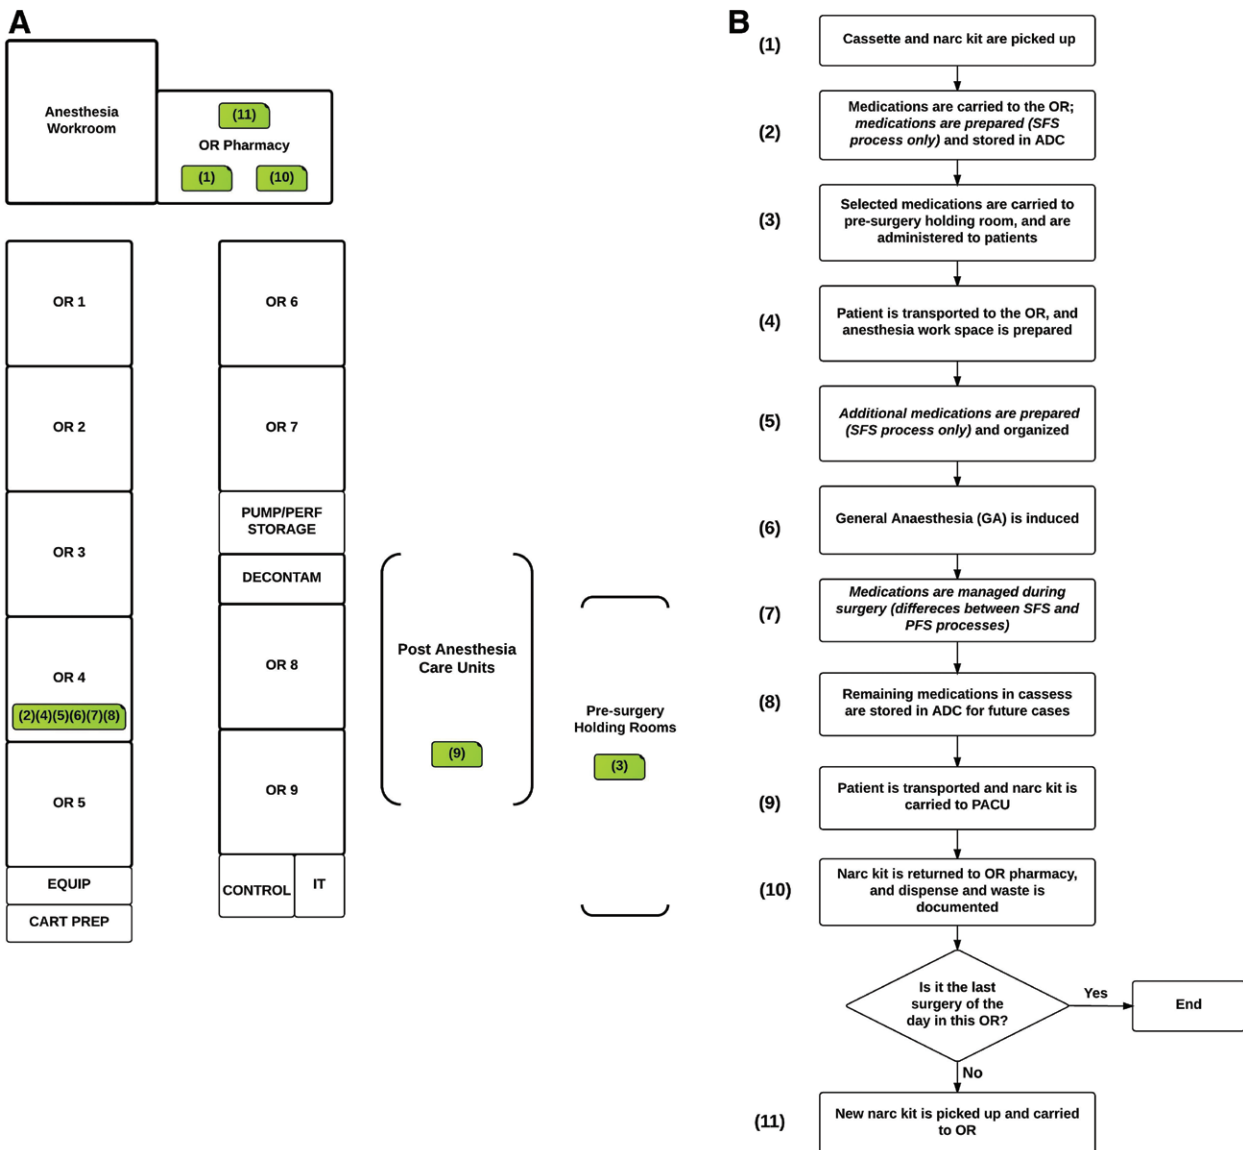 A
Anesthesia
Workroom
(11)
OR Pharmacy
(1)
(10)
OR 1
OR 2
OR 3
OR 4
(2)(4)(5)(6)(7)(8)
OR 5
EQUIP
CART PREP
OR 6
OR 7
PUMP/PERF
STORAGE
DECONTAM
OR 8
OR 9
CONTROL
IT
Post Anesthesia
Care Units
(9)
Pre-surgery
Holding Rooms
(3)
B
(1)
Cassette and narc kit are picked up
(2)
Medications are carried to the OR;
medications are prepared (SFS
process only) and stored in ADC
(3)
Selected medications are carried to
pre-surgery holding room, and are
administered to patients
(4)
Patient is transported to the OR, and
anesthesia work space is prepared
(5)
Additional medications are prepared
(SFS process only) and organized
(6)
General Anaesthesia (GA) is induced
(7)
Medications are managed during
surgery (differeces between SFS and
PFS processes)
(8)
Remaining medications in cassess
are stored in ADC for future cases
(9)
Patient is transported and narc kit is
carried to PACU
(10)
Narc kit is returned to OR pharmacy,
and dispense and waste is
documented
Is it the last
surgery of the
day in this OR?
Yes
End
No
(11)
New narc kit is picked up and carried
to OR